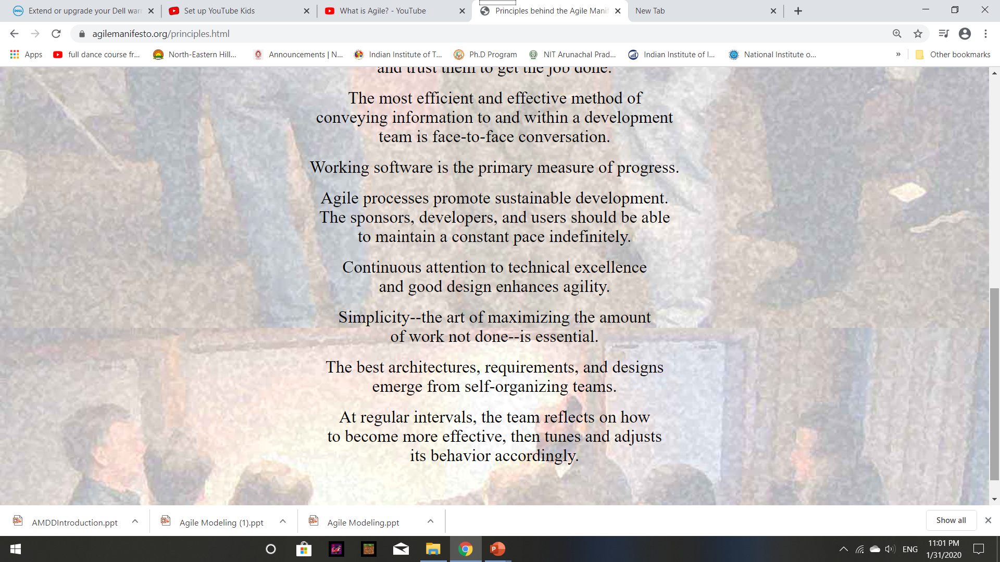 Extend or upgrade your Dell warr
Set up YouTube Kids
What is Agile? - YouTube
Principles behind the Agile Manif
New Tab
agilemanifesto.org/principles.html
Apps
full dance course fr...
North-Eastern Hill...
Announcements | N...
Indian Institute of T...
Ph.D Program
NIT Arunachal Prad...
Indian Institute of I...
National Institute o...
»
Other bookmarks
and trust them to get the job done.
The most efficient and effective method of
conveying information to and within a development
team is face-to-face conversation.
Working software is the primary measure of progress.
Agile processes promote sustainable development.
The sponsors, developers, and users should be able
to maintain a constant pace indefinitely.
Continuous attention to technical excellence
and good design enhances agility.
Simplicity--the art of maximizing the amount
of work not done--is essential.
The best architectures, requirements, and designs
emerge from self-organizing teams.
At regular intervals, the team reflects on how
to become more effective, then tunes and adjusts
its behavior accordingly.
AMDDIntroduction.ppt
Agile Modeling (1).ppt
Agile Modeling.ppt
Show all
ENG
11:01 PM
1/31/2020